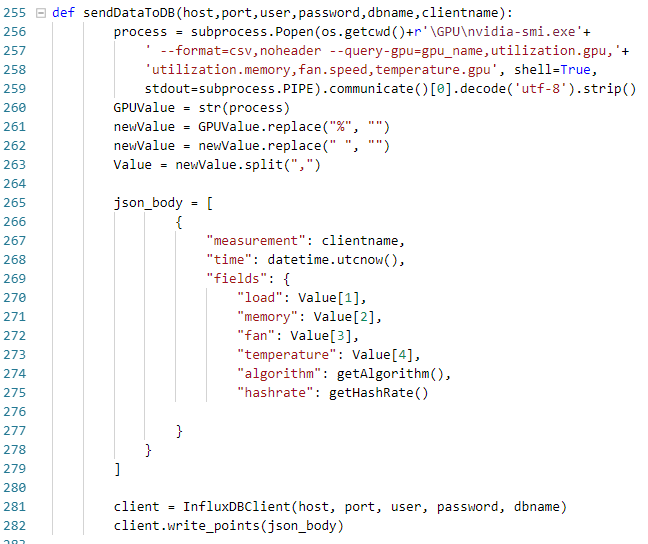 255 def sendDataToDB(host,port,user,password,dbname,clientname):
256 process = subprocess.Popen(os.getcwd()+r'\GPU\nvidia-smi.exe'+
257 ' --format=csv,noheader --query-gpu=gpu_name,utilization.gpu,'+
258 'utilization.memory,fan.speed,temperature.gpu', shell=True,
259 stdout=subprocess.PIPE).communicate()[0].decode('utf-8').strip()
260 GPUValue = str(process)
261 newValue = GPUValue.replace("%", "")
262 newValue = newValue.replace(" ", "")
263 Value = newValue.split(",")
264
265 json_body = [
266 {
267 "measurement": clientname,
268 "time": datetime.utcnow(),
269 "fields": {
270 "load": Value[1],
271 "memory": Value[2],
272 "fan": Value[3],
273 "temperature": Value[4],
274 "algorithm": getAlgorithm(),
275 "hashrate": getHashRate()
276
277 }
278 }
279 ]
280
281 client = InfluxDBClient(host, port, user, password, dbname)
282 client.write_points(json_body)